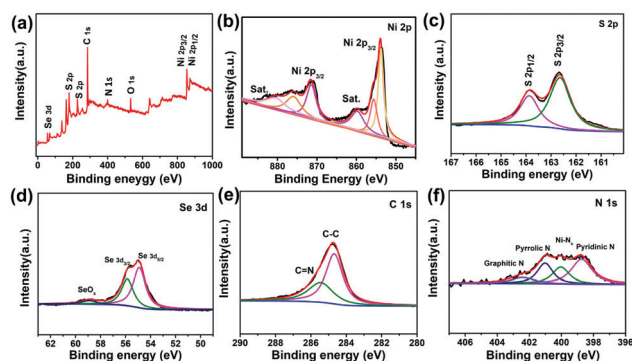 (a)
C 1s
Ni 2p3/2
Ni 2p1/2
S 2p
S 2p
N 1s
O 1s
Se 3d
Intensity(a.u.)
0 200 400 600 800 1000
Binding eneygy (eV)
(b)
Ni 2p
Ni 2p3/2
Ni 2p3/2
Sat.
Sat.
Intensity(a.u.)
880 870 860 850
Binding Energy (eV)
(c)
S 2p
S 2p3/2
S 2p1/2
Intensity(a.u.)
167 165 164 163 162 161
Binding energy (eV)
(d)
Se 3d
Se 3d3/2
Se 3d5/2
SeOx
Intensity(a.u.)
62 60 58 56 54 52 50
Binding energy (eV)
(e)
C 1s
C-C
C=N
Intensity(a.u.)
290 288 286 284 282 280
Binding energy (eV)
(f)
N 1s
Ni-Nx
Pyrrolic N
Pyridinic N
Graphitic N
Intensity(a.u.)
406 404 402 400 398 396
Binding energy (eV)